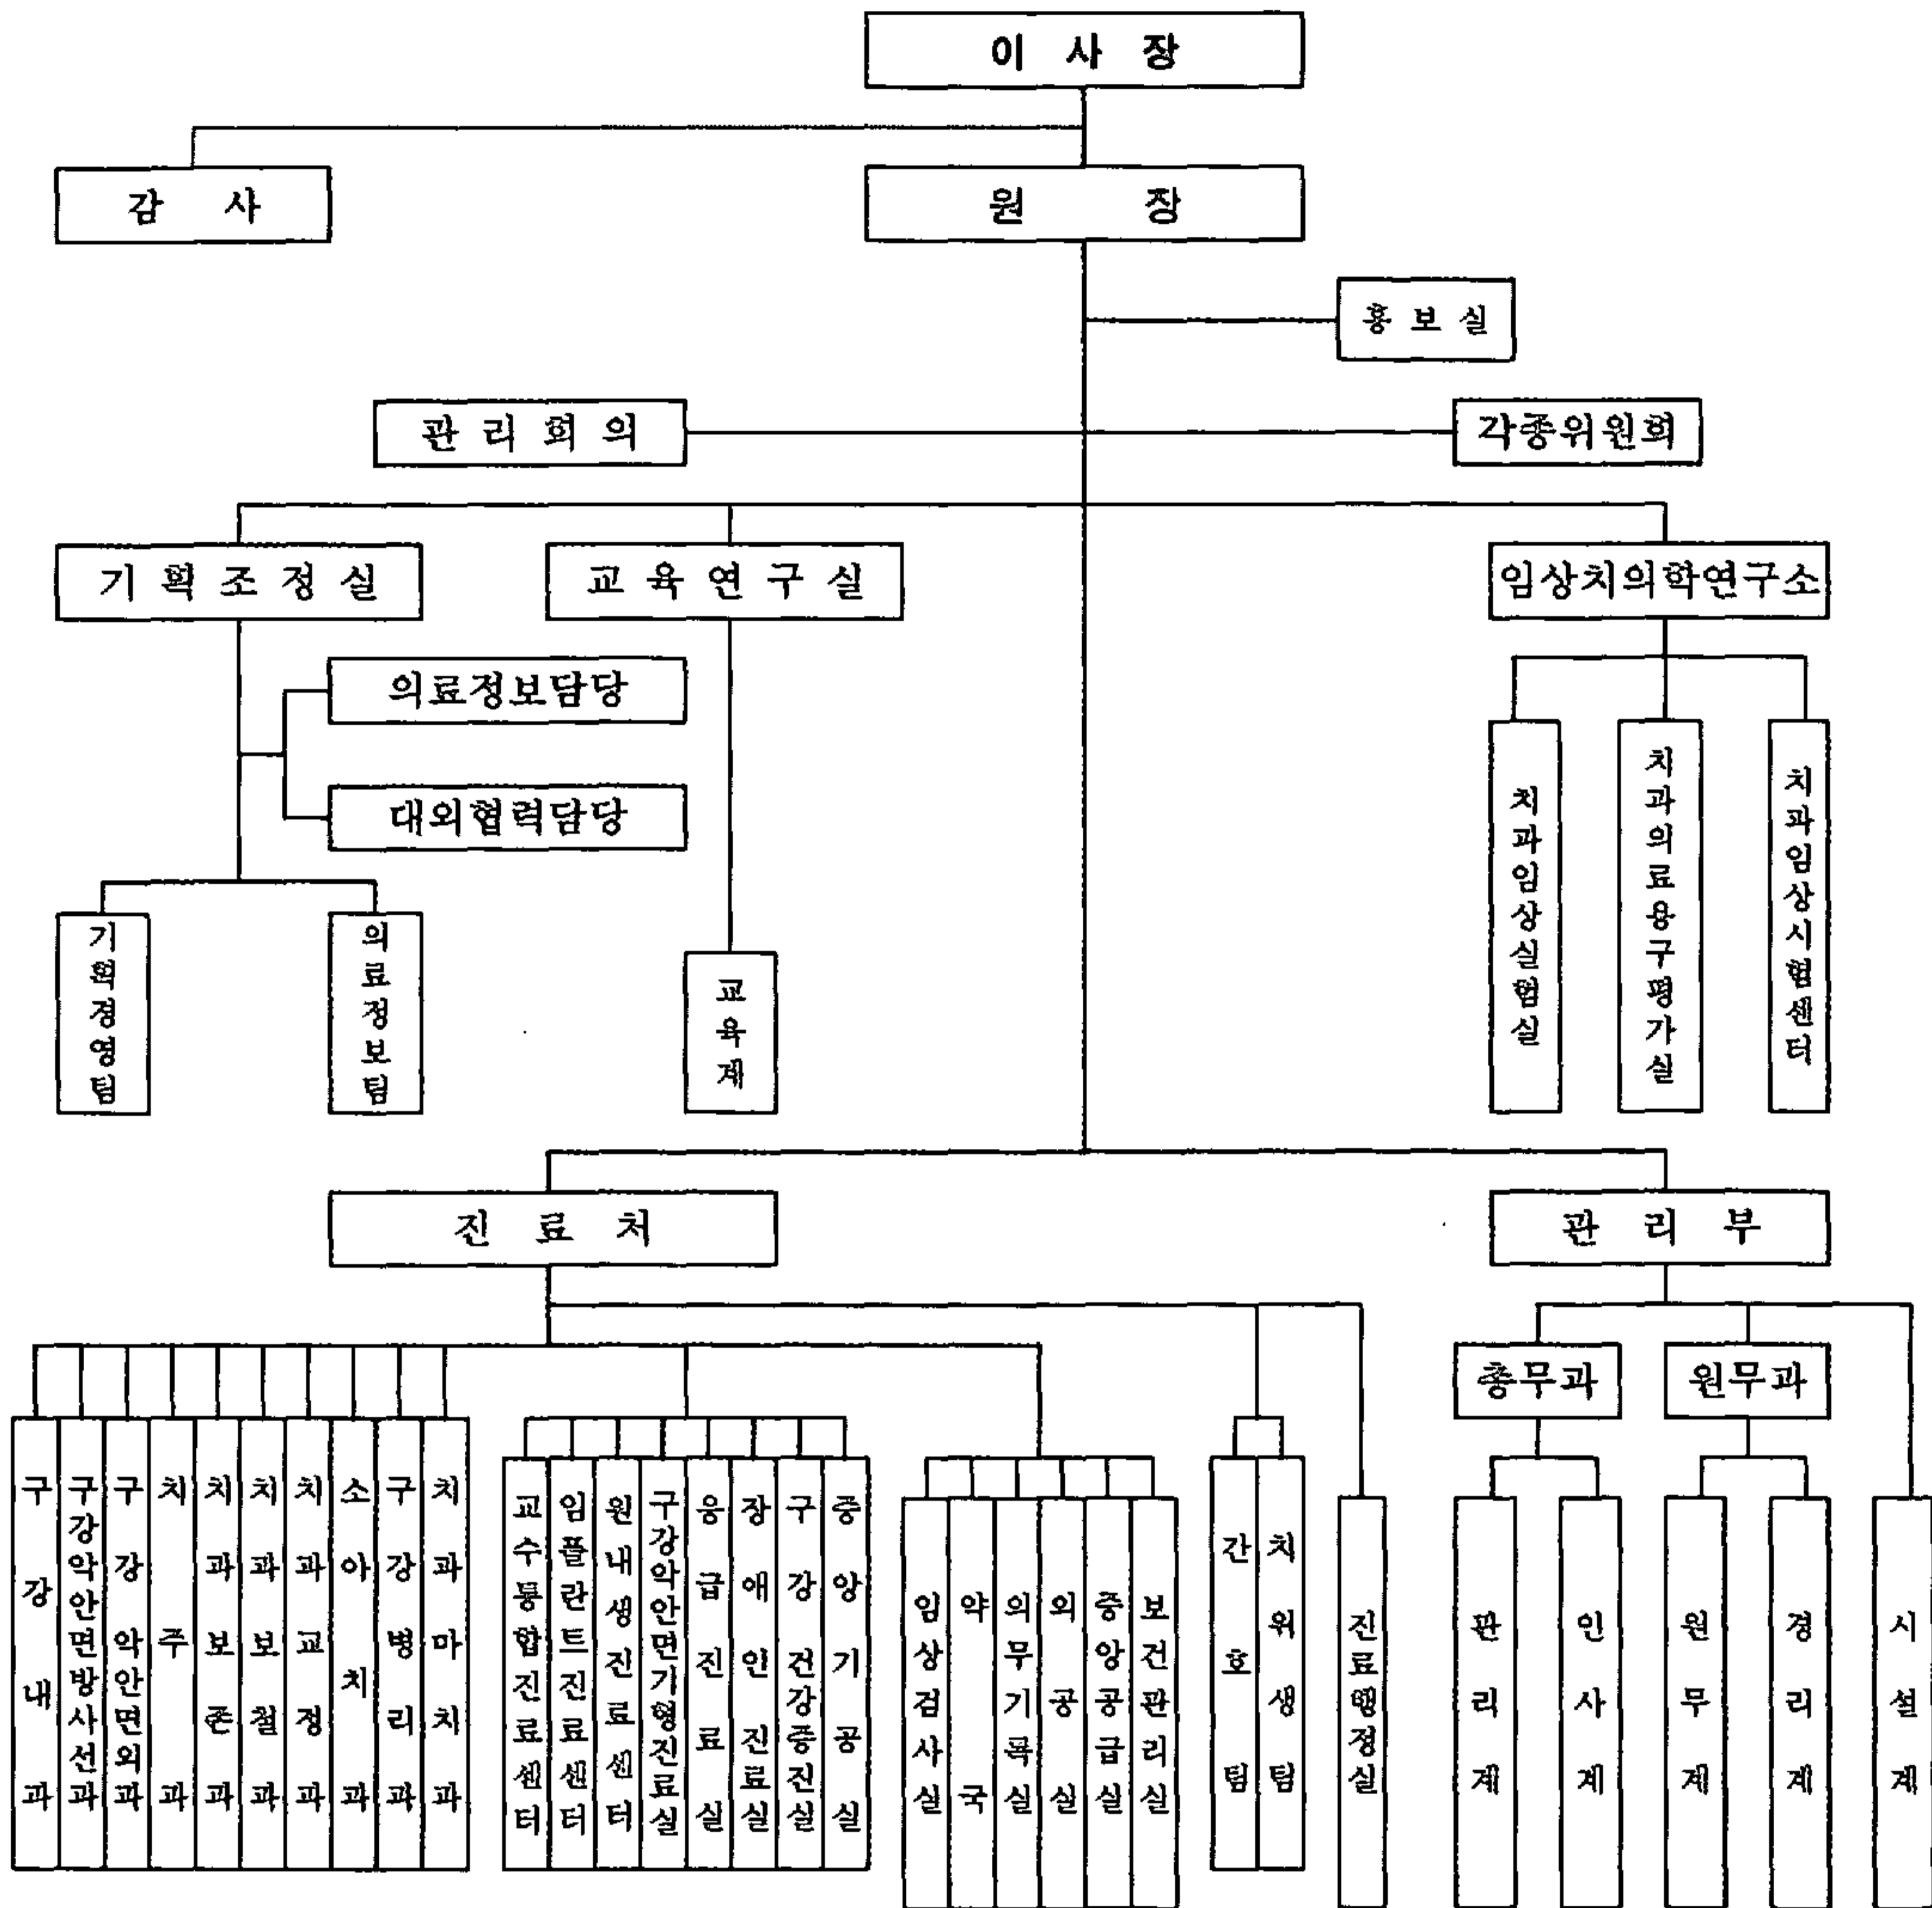 이 사 장
감 사
원 장
홍 보 실
관 리 회 의
각종위원회
기 획 조 정 실
교 육 연 구 실
임상치의학연구소
의료정보담당
대외협력담당
기획경영팀
의료정보팀
교육계
치과임상실험실
치과의료용구평가실
치과임상시험센터
진 료 처
관 리 부
총무과
원무과
구강내과
구강악안면방사선과
구강악안면외과
치주과
치과보존과
치과보철과
치과교정과
소아치과
구강병리과
치과마취과
교수통합진료센터
임플란트진료센터
원내생진료센터
구강악안면기형진료실
응급진료실
장애인진료실
구강건강증진실
중앙기공실
임상검사실
약국
의무기록실
외공실
중앙공급실
보건관리실
간호팀
치위생팀
진료행정실
관리계
인사계
원무계
경리계
시설계